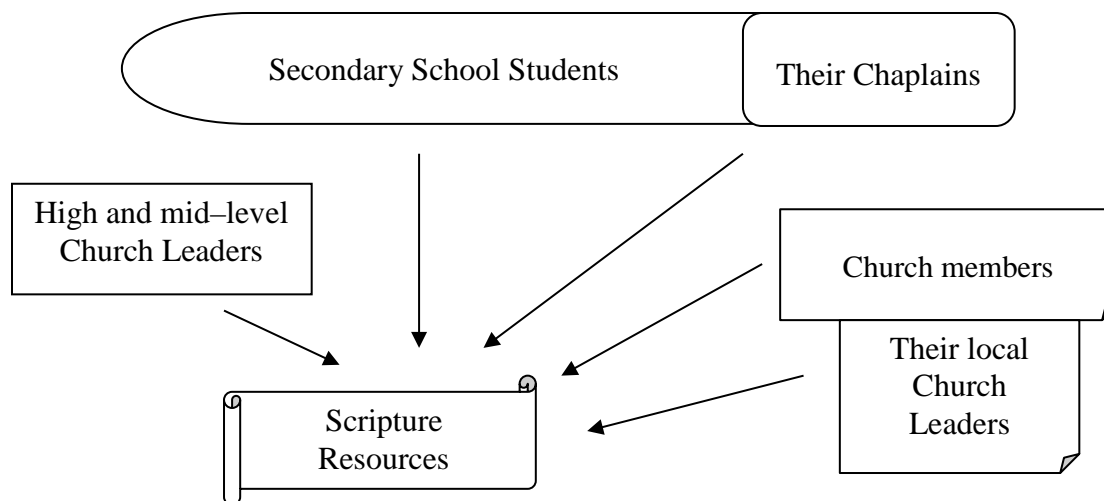 Secondary School Students
Their Chaplains
High and mid–level
Church Leaders
Church members
Their local
Church
Leaders
Scripture
Resources